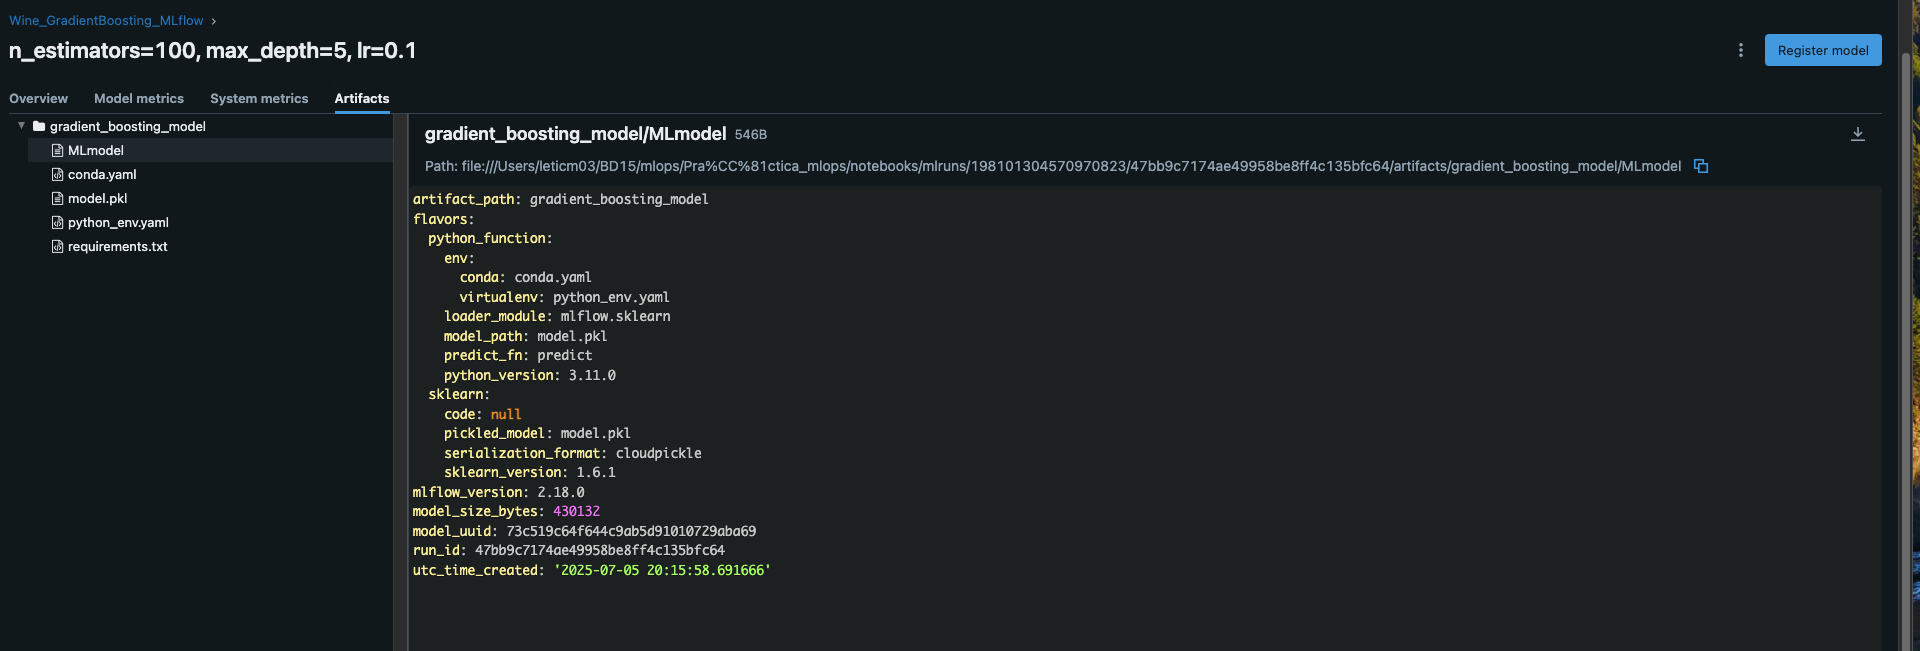 Wine_GradientBoosting_MLflow ›
n_estimators=100, max_depth=5, lr=0.1
Register model
Overview Model metrics System metrics Artifacts
gradient_boosting_model
MLmodel
conda.yaml
model.pkl
python_env.yaml
requirements.txt
gradient_boosting_model/MLmodel 546B
Path: file:///Users/leticm03/BD15/mlops/Pra%CC%81ctica_mlops/notebooks/mlruns/198101304570970823/47bb9c7174ae49958be8ff4c135bfc64/artifacts/gradient_boosting_model/MLmodel
artifact_path: gradient_boosting_model
flavors:
  python_function:
    env:
      conda: conda.yaml
      virtualenv: python_env.yaml
    loader_module: mlflow.sklearn
    model_path: model.pkl
    predict_fn: predict
    python_version: 3.11.0
  sklearn:
    code: null
    pickled_model: model.pkl
    serialization_format: cloudpickle
    sklearn_version: 1.6.1
mlflow_version: 2.18.0
model_size_bytes: 430132
model_uuid: 73c519c64f644c9ab5d91010729aba69
run_id: 47bb9c7174ae49958be8ff4c135bfc64
utc_time_created: '2025-07-05 20:15:58.691666'